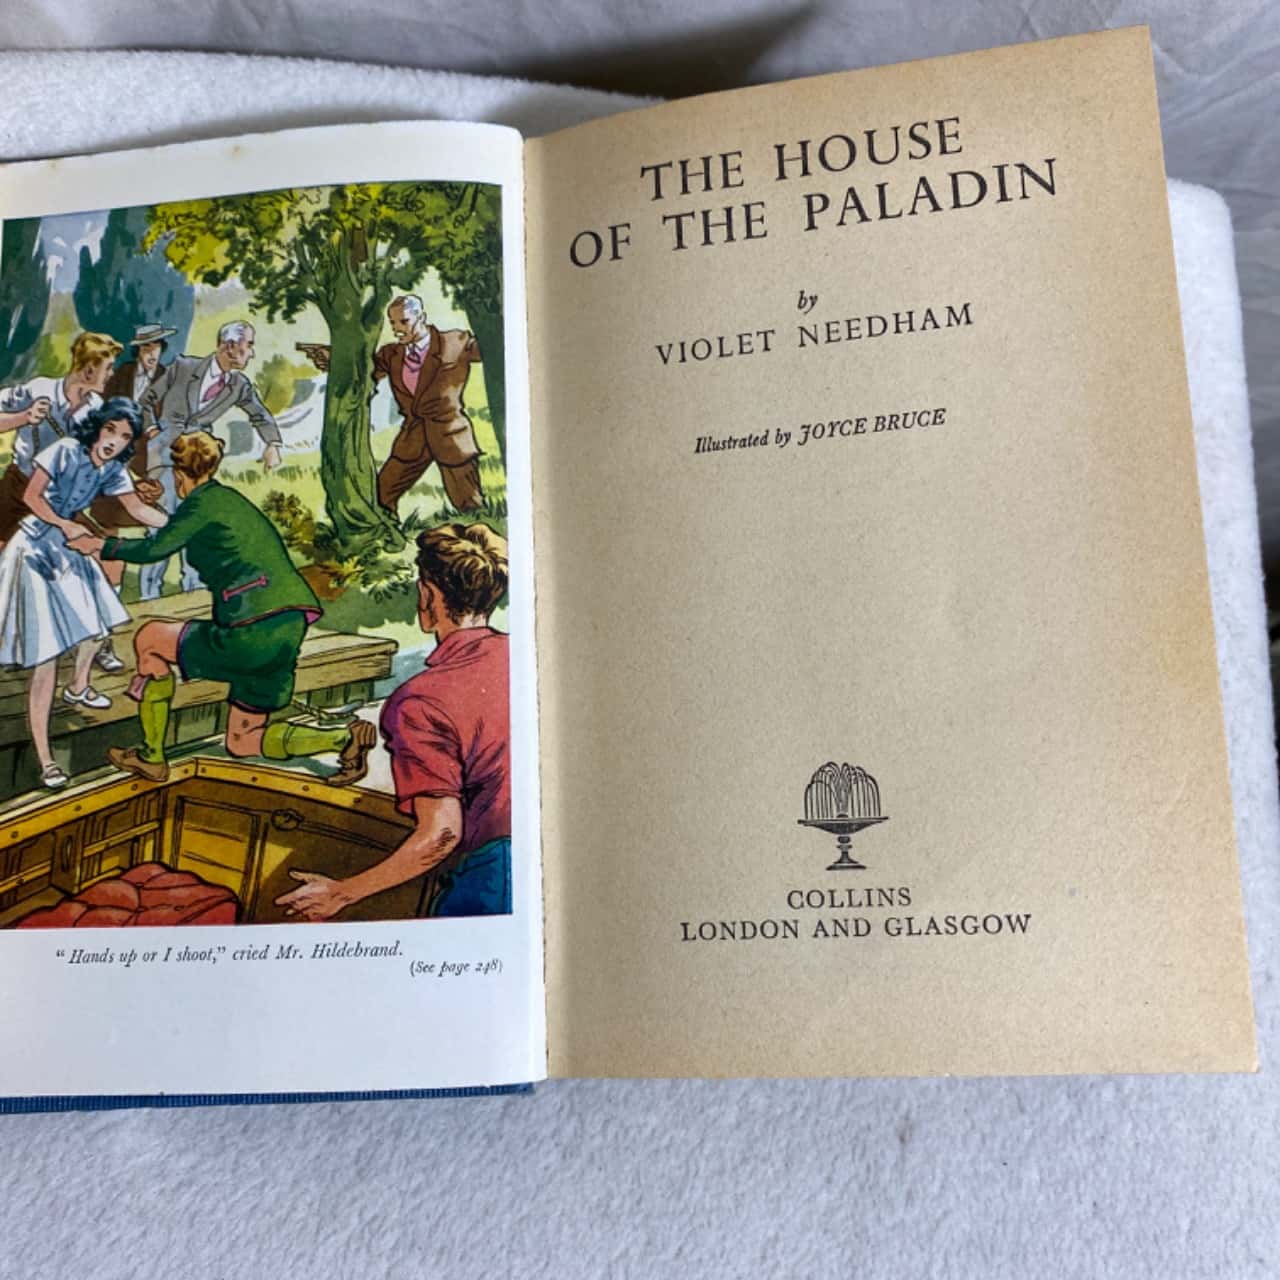 “ Hands up or I shoot,” cried Mr. Hildebrand.
(See page 248)
THE HOUSE
OF THE PALADIN
by
VIOLET NEEDHAM
Illustrated by JOYCE BRUCE
COLLINS
LONDON AND GLASGOW